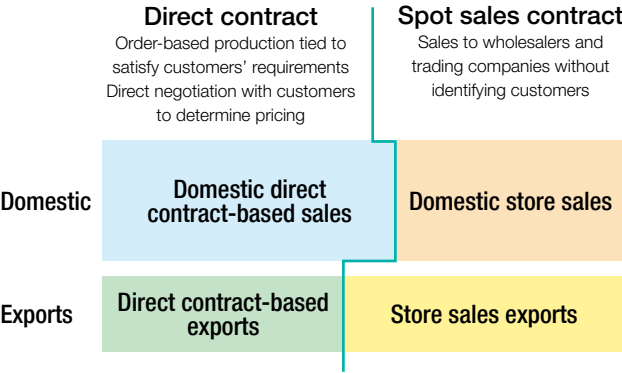 Direct contract
Order-based production tied to
satisfy customers’ requirements
Direct negotiation with customers
to determine pricing
Spot sales contract
Sales to wholesalers and
trading companies without
identifying customers
Domestic
Domestic direct
contract-based sales
Domestic store sales
Exports
Direct contract-based
exports
Store sales exports